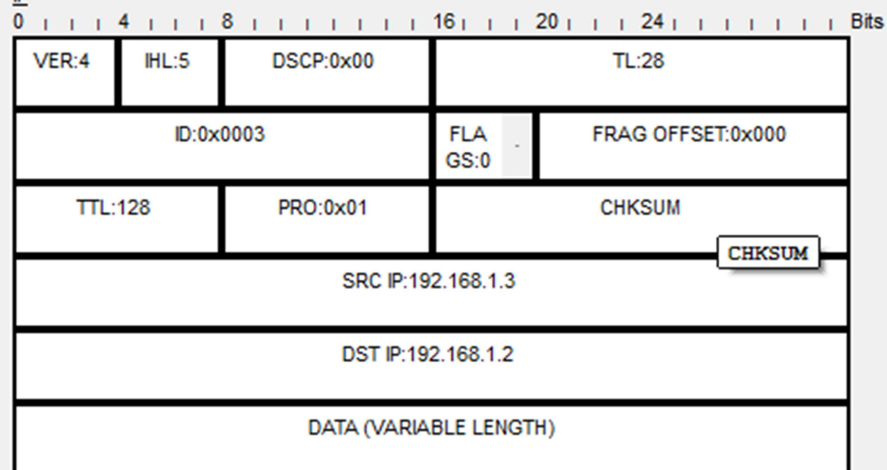 0 4 8 16 20 24 Bits
VER:4 IHL:5 DSCP:0x00 TL:28
ID:0x0003 FLA
GS:0 FRAG OFFSET:0x000
TTL:128 PRO:0x01 CHKSUM
CHKSUM
SRC IP:192.168.1.3
DST IP:192.168.1.2
DATA (VARIABLE LENGTH)